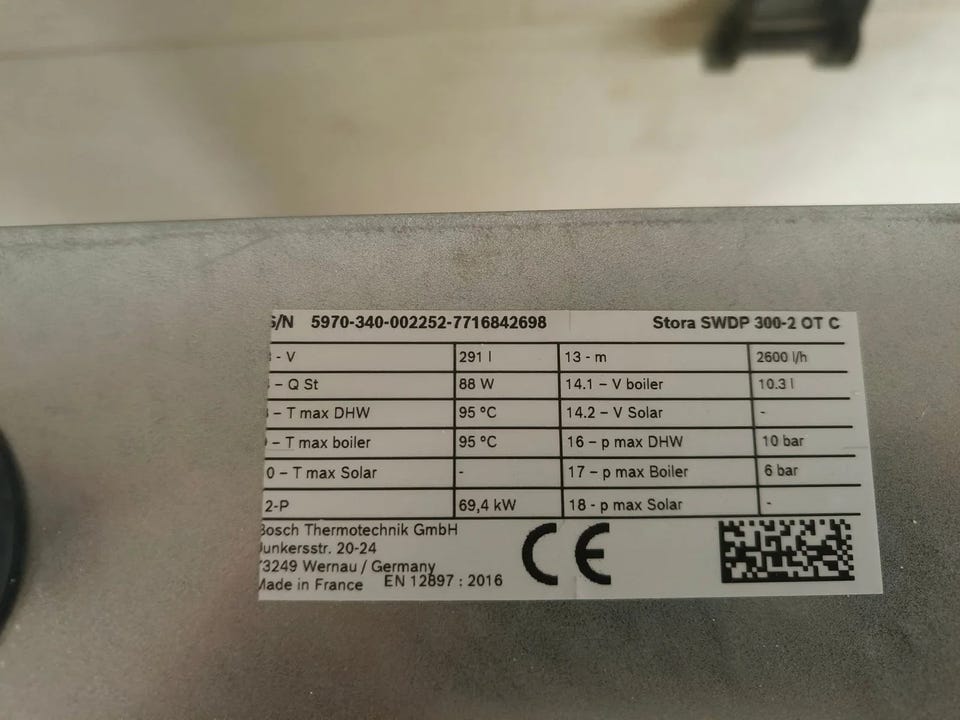 S/N 5970-340-002252-7716842698 Stora SWDP 300-2 OT C
- V 291 l 13 - m 2600 l/h
– Q St 88 W 14.1 – V boiler 10.3 l
– T max DHW 95 °C 14.2 – V Solar -
– T max boiler 95 °C 16 – p max DHW 10 bar
0 – T max Solar - 17 – p max Boiler 6 bar
2-P 69,4 kW 18 - p max Solar -
Bosch Thermotechnik GmbH
Junkersstr. 20-24
73249 Wernau / Germany
Made in France EN 12897 : 2016
CE